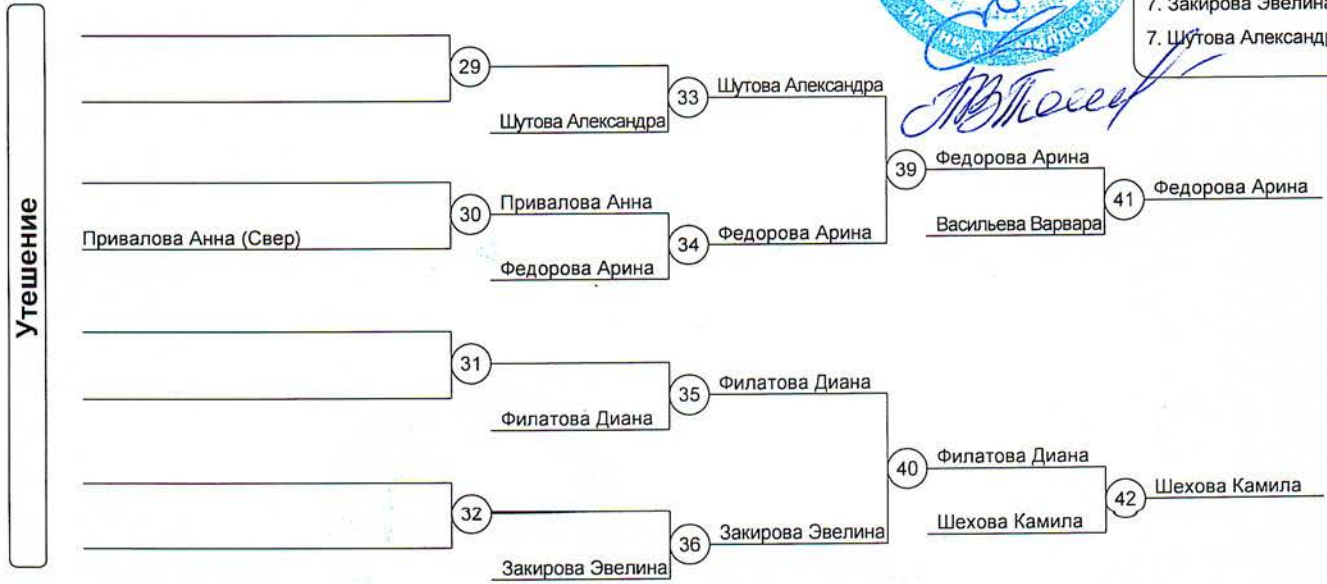 7. Закирова Эвелина
7. Шутова Александр
Утешение
29
33
Шутова Александра
Шутова Александра
39
Федорова Арина
30
Привалова Анна
41
Федорова Арина
Привалова Анна (Свер)
34
Федорова Арина
Васильева Варвара
Федорова Арина
31
35
Филатова Диана
Филатова Диана
40
Филатова Диана
42
Шехова Камила
32
Закирова Эвелина
Шехова Камила
36
Закирова Эвелина